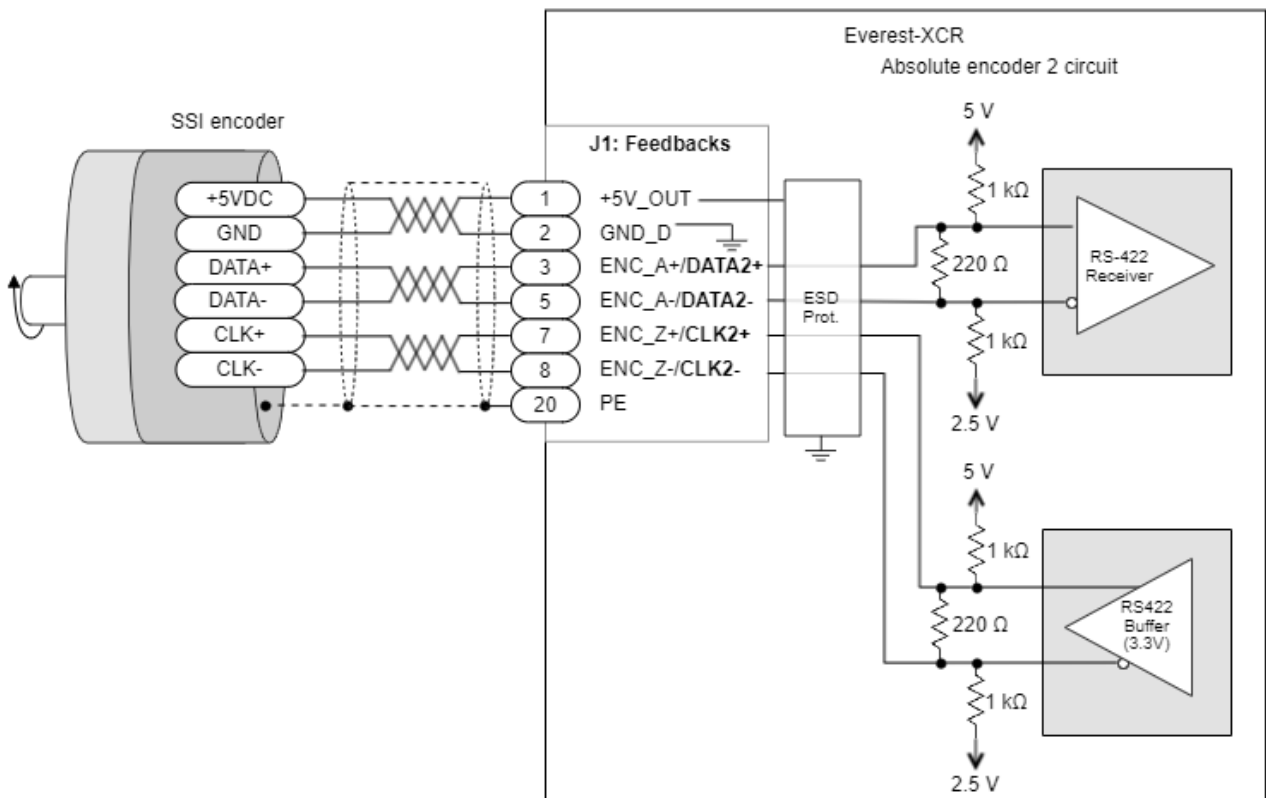 Everest-XCR
Absolute encoder 2 circuit
SSI encoder
J1: Feedbacks
+5VDC
GND
DATA+
DATA-
CLK+
CLK-
1
2
3
5
7
8
20
+5V_OUT
GND_D
ENC_A+/DATA2+
ENC_A-/DATA2-
ENC_Z+/CLK2+
ENC_Z-/CLK2-
PE
ESD
Prot.
5 V
1 kΩ
220 Ω
1 kΩ
2.5 V
RS-422
Receiver
5 V
1 kΩ
220 Ω
1 kΩ
2.5 V
RS422
Buffer
(3.3V)